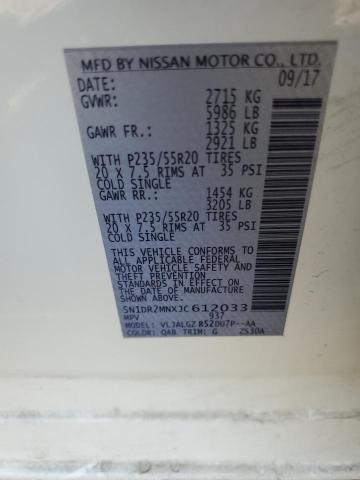 MFD BY NISSAN MOTOR CO., LTD.
DATE: 09/17
GVWR: 2715 KG
5986 LB
GAWR FR.: 1325 KG
2921 LB
WITH P235/55R20 TIRES
20 X 7.5 RIMS AT 35 PSI
COLD SINGLE
GAWR RR.: 1454 KG
3205 LB
WITH P235/55R20 TIRES
20 X 7.5 RIMS AT 35 PSI
COLD SINGLE
THIS VEHICLE CONFORMS TO
ALL APPLICABLE FEDERAL
MOTOR VEHICLE SAFETY AND
THEFT PREVENTION
STANDARDS IN EFFECT ON
THE DATE OF MANUFACTURE
SHOWN ABOVE.
5N1DR2MNXJC612033
MPV 937
VLJALGZ R52DU7P--AA
COLOR: QAB TRIM: G 2530A